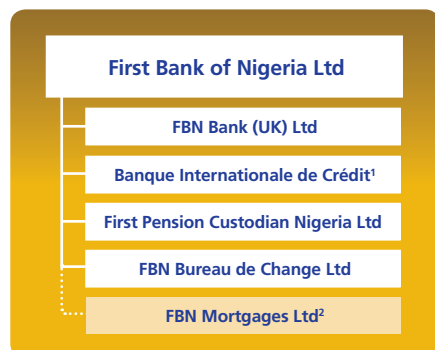 First Bank of Nigeria Ltd
FBN Bank (UK) Ltd
Banque Internationale de Crédit¹
First Pension Custodian Nigeria Ltd
FBN Bureau de Change Ltd
FBN Mortgages Ltd²